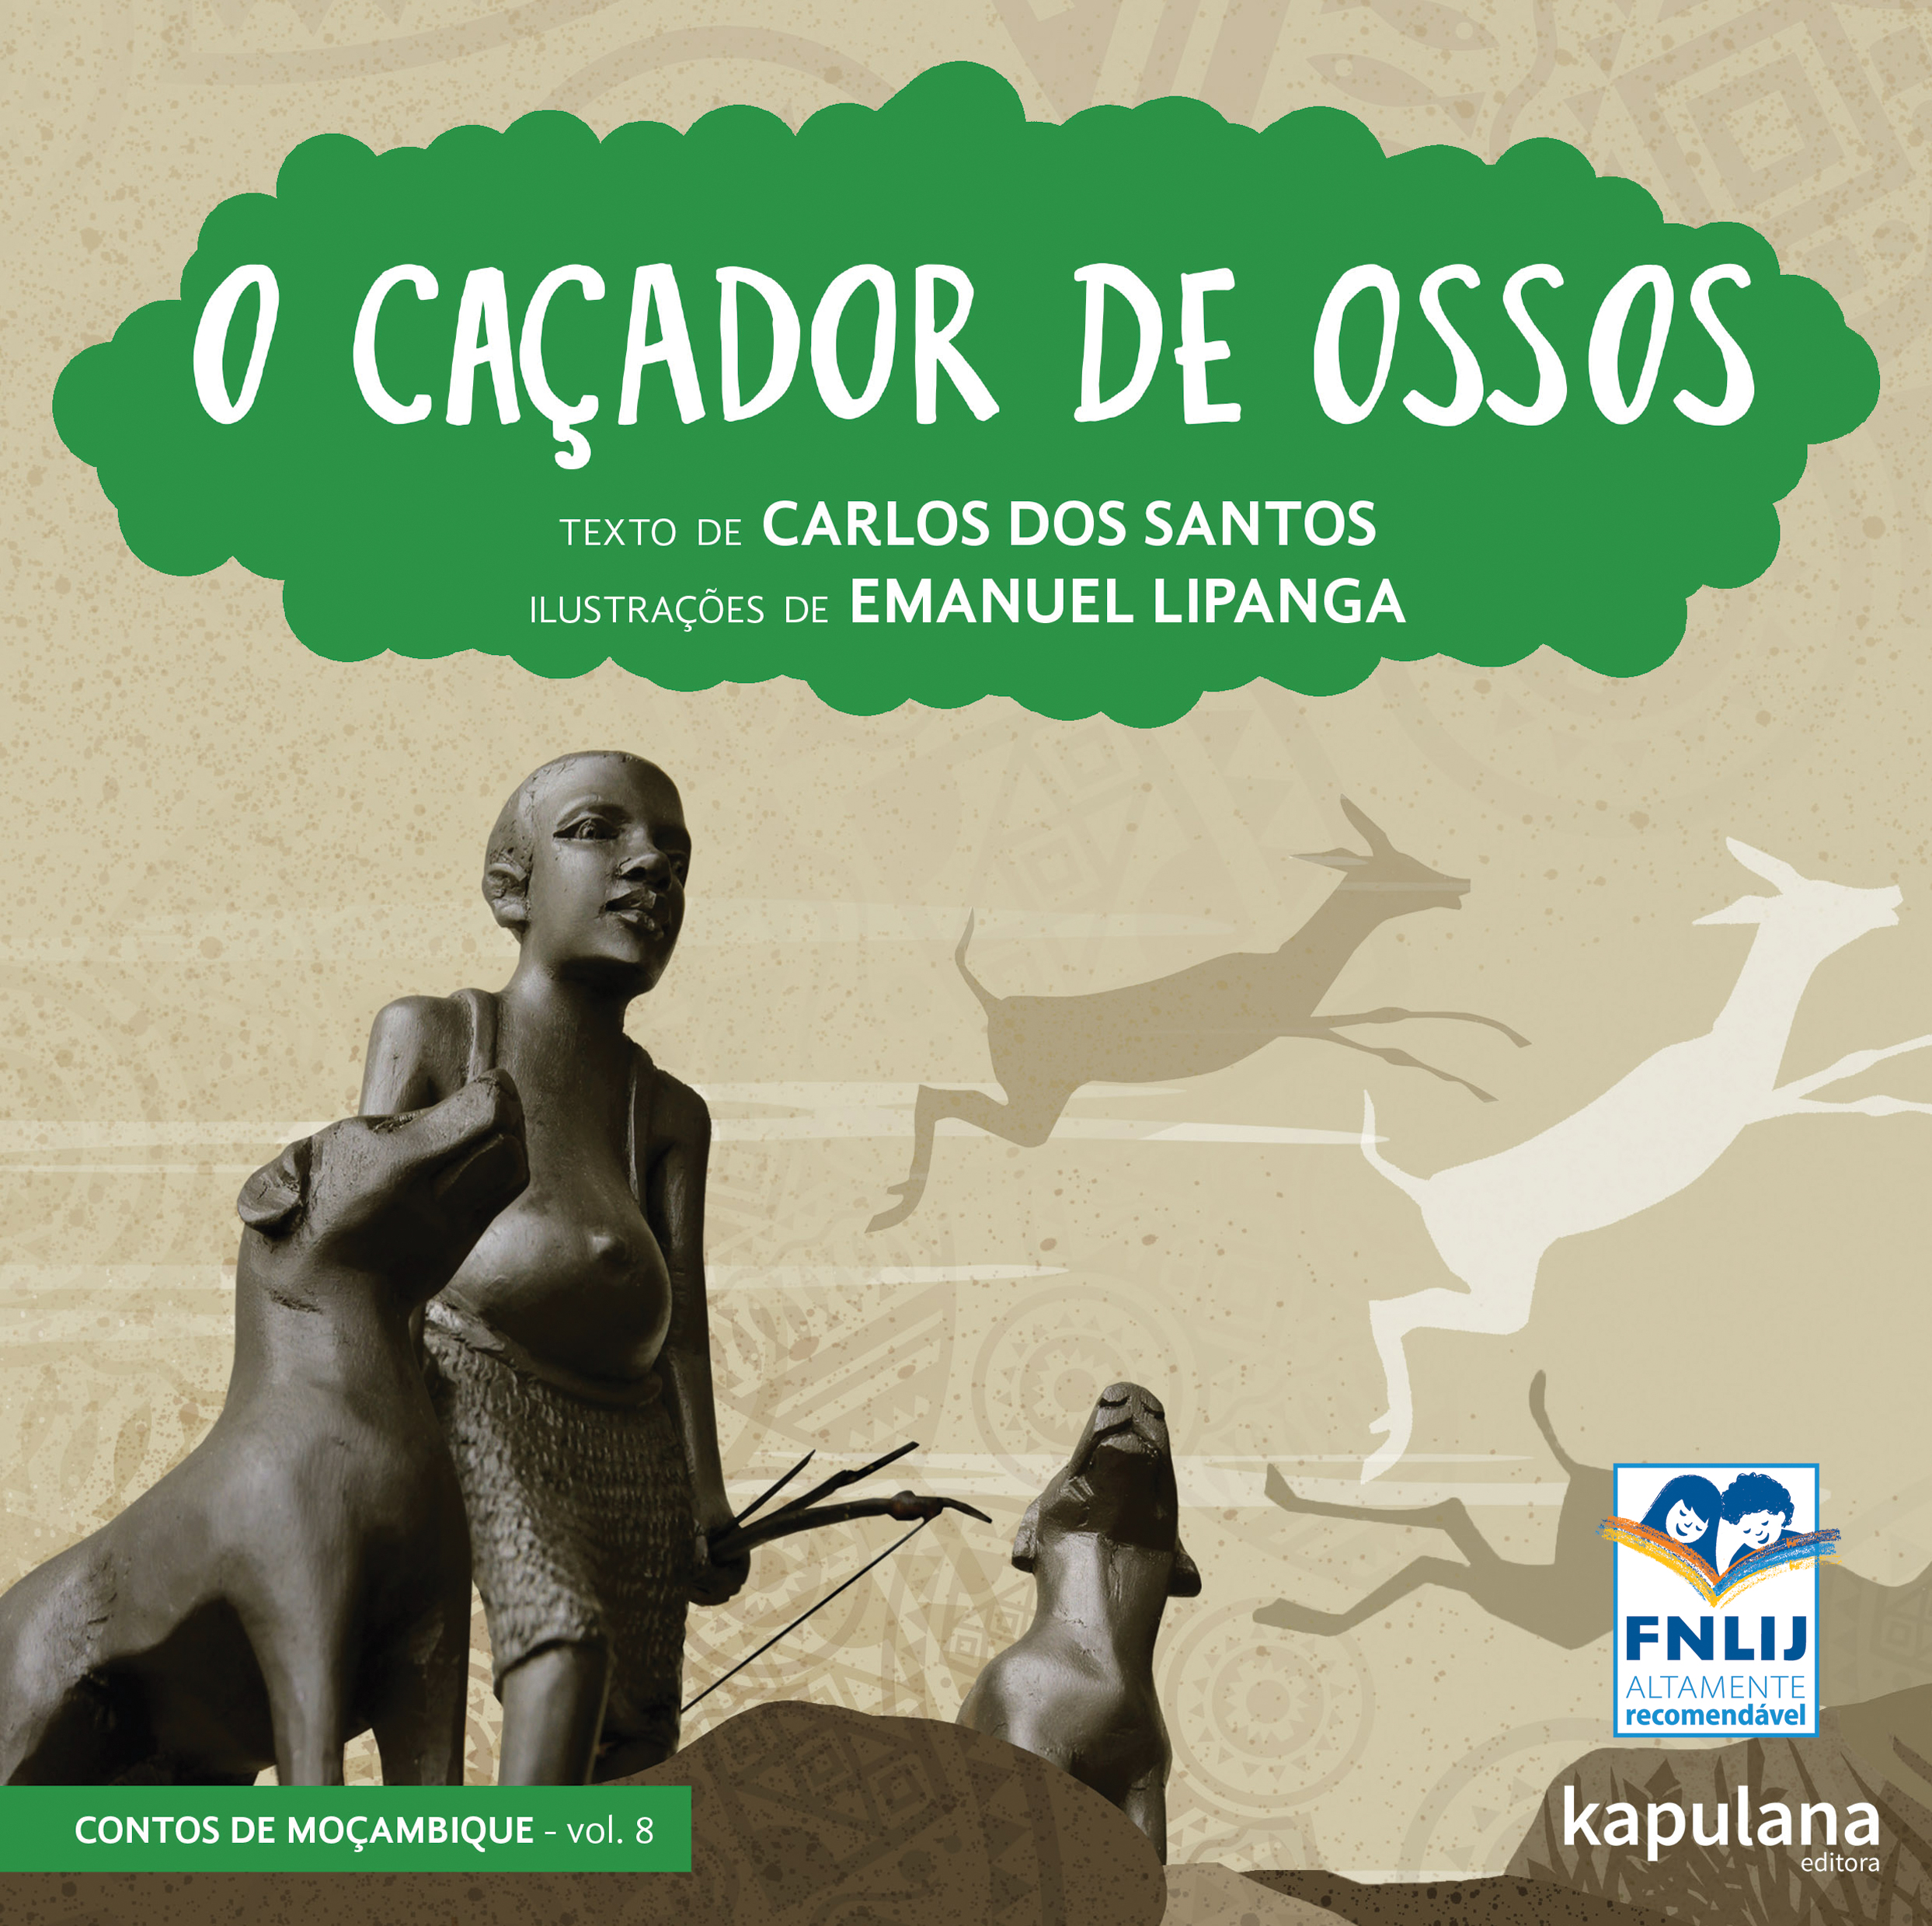 O CAÇADOR DE OSSOS
TEXTO DE CARLOS DOS SANTOS
ILUSTRAÇÕES DE EMANUEL LIPANGA
FNLIJ
ALTAMENTE
recomendável
CONTOS DE MOÇAMBIQUE - vol. 8
kapulana
editora